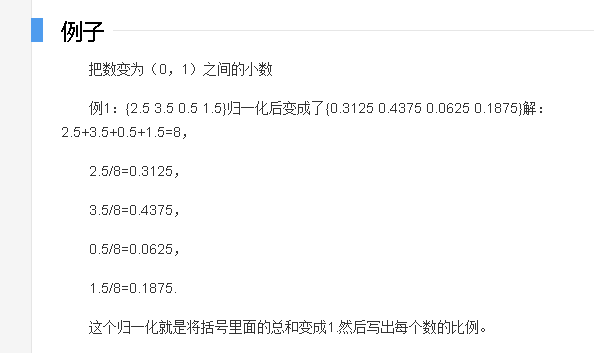 例子
把数变为（0，1）之间的小数
例1：{2.5 3.5 0.5 1.5}归一化后变成了{0.3125 0.4375 0.0625 0.1875}解：
2.5+3.5+0.5+1.5=8，
2.5/8=0.3125，
3.5/8=0.4375，
0.5/8=0.0625，
1.5/8=0.1875.
这个归一化就是将括号里面的总和变成1.然后写出每个数的比例。